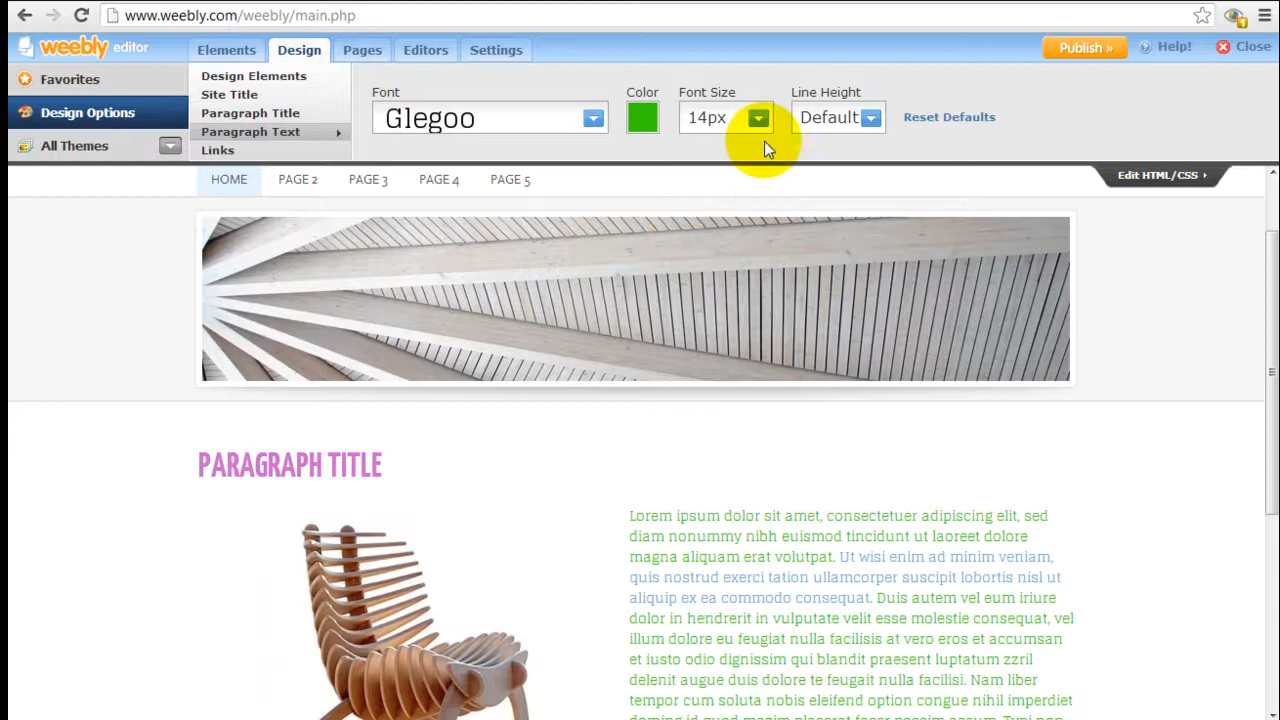 www.weebly.com/weebly/main.php
weebly editor
Elements
Design
Pages
Editors
Settings
Publish »
Help!
Close
Favorites
Design Options
All Themes
Design Elements
Site Title
Paragraph Title
Paragraph Text
Links
Font
Glegoo
Color
Font Size
14px
Line Height
Default
Reset Defaults
HOME
PAGE 2
PAGE 3
PAGE 4
PAGE 5
Edit HTML/CSS
PARAGRAPH TITLE
Lorem ipsum dolor sit amet, consectetuer adipiscing elit, sed
diam nonummy nibh euismod tincidunt ut laoreet dolore
magna aliquam erat volutpat. Ut wisi enim ad minim veniam,
quis nostrud exerci tation ullamcorper suscipit lobortis nisl ut
aliquip ex ea commodo consequat. Duis autem vel eum iriure
dolor in hendrerit in vulputate velit esse molestie consequat, vel
illum dolore eu feugiat nulla facilisis at vero eros et accumsan
et iusto odio dignissim qui blandit praesent luptatum zzril
delenit augue duis dolore te feugait nulla facilisi. Nam liber
tempor cum soluta nobis eleifend option congue nihil imperdiet
doming id quod mazim placerat facer